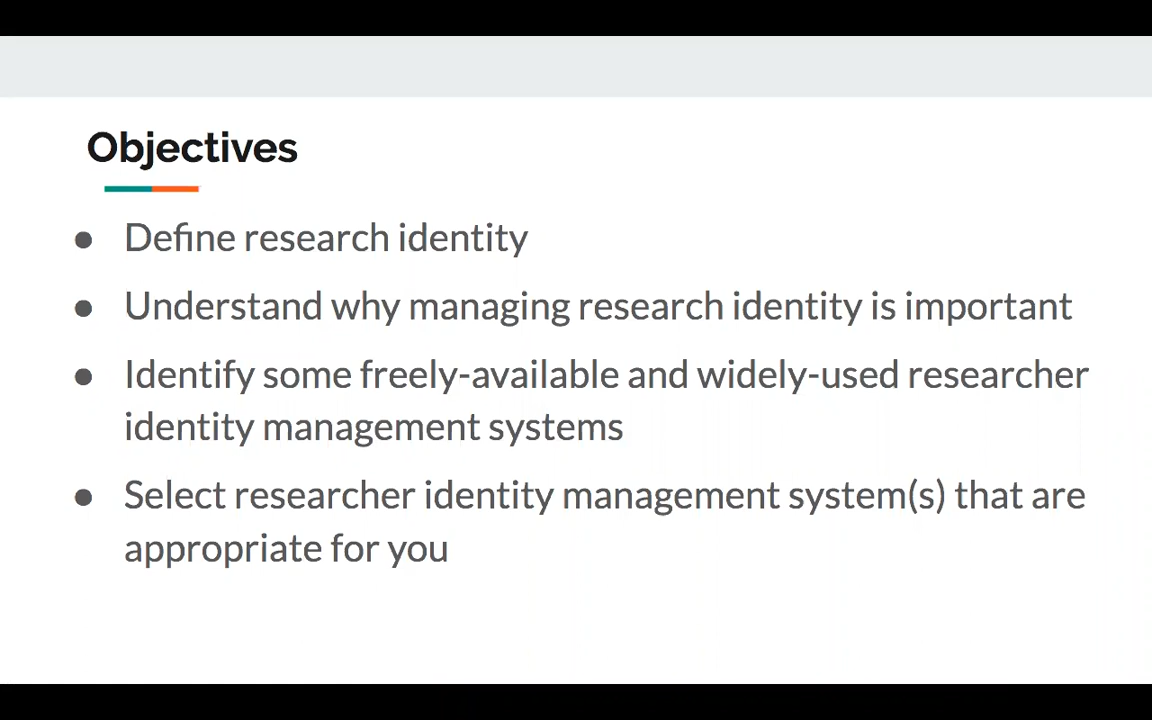 Objectives
● Define research identity
● Understand why managing research identity is important
● Identify some freely-available and widely-used researcher
identity management systems
● Select researcher identity management system(s) that are
appropriate for you